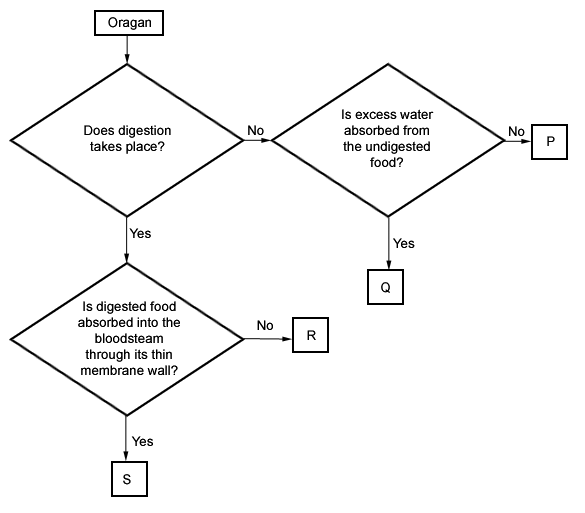 Oragan
Does digestion
takes place?
No
Is excess water
absorbed from
the undigested
food?
No
P
Yes
Q
Yes
Is digested food
absorbed into the
bloodsteam
through its thin
membrane wall?
No
R
Yes
S